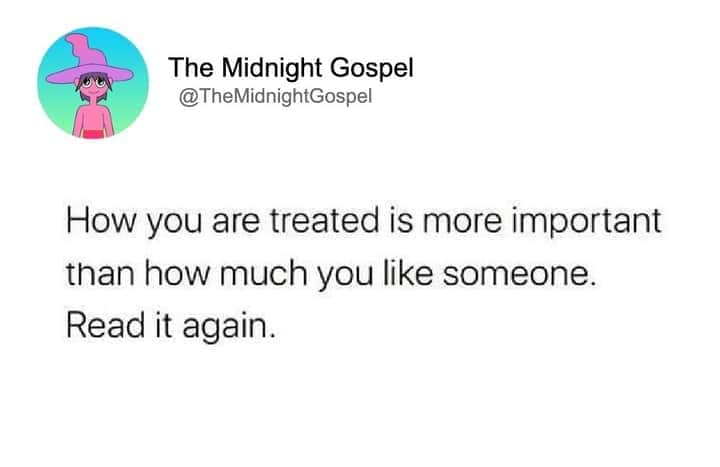 The Midnight Gospel
@TheMidnightGospel
How you are treated is more important
than how much you like someone.
Read it again.